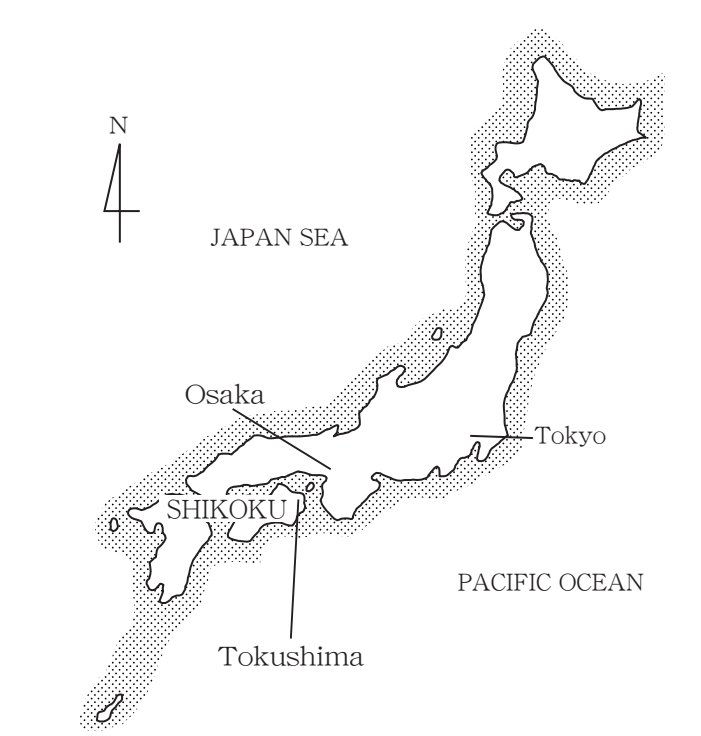 N
JAPAN SEA
Osaka
Tokyo
SHIKOKU
PACIFIC OCEAN
Tokushima